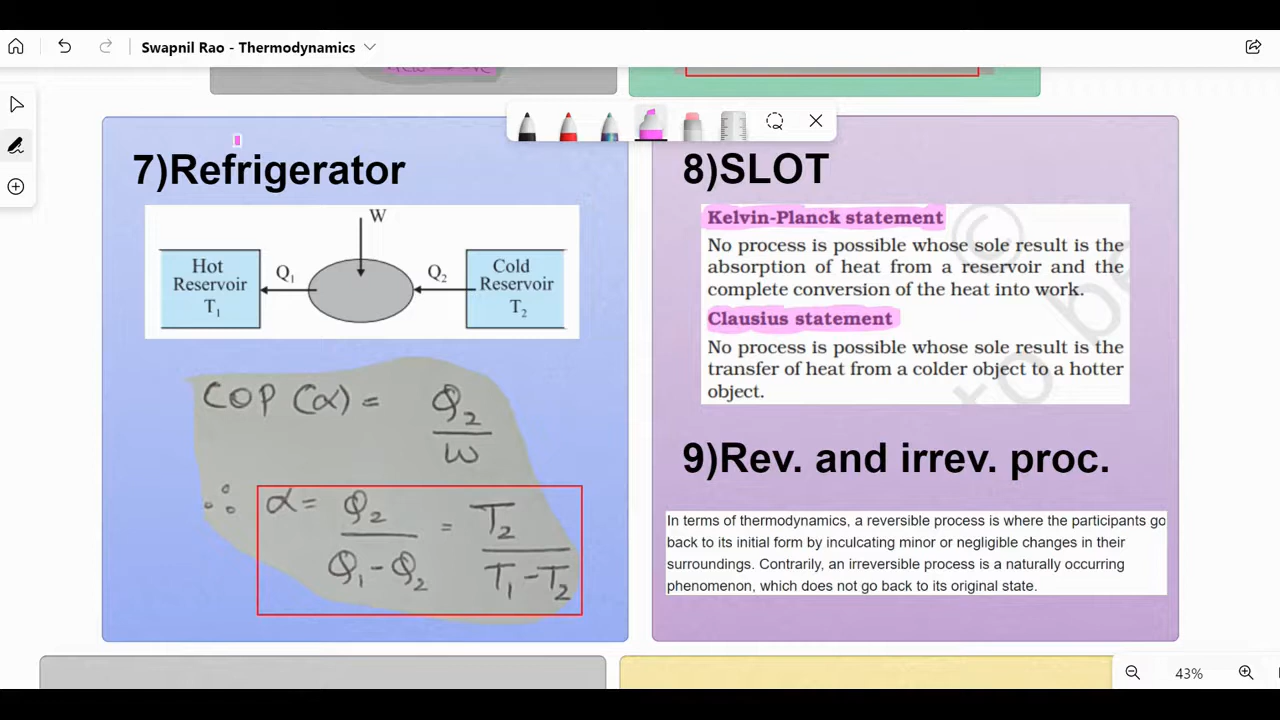 Swapnil Rao - Thermodynamics
7)Refrigerator
W
Hot
Reservoir
T1
Q1
Q2
Cold
Reservoir
T2
COP (α) = Q2/W
∴ α = Q2/(Q1-Q2) = T2/(T1-T2)
8)SLOT
Kelvin-Planck statement
No process is possible whose sole result is the
absorption of heat from a reservoir and the
complete conversion of the heat into work.
Clausius statement
No process is possible whose sole result is the
transfer of heat from a colder object to a hotter
object.
©
to be
9)Rev. and irrev. proc.
In terms of thermodynamics, a reversible process is where the participants go
back to its initial form by inculcating minor or negligible changes in their
surroundings. Contrarily, an irreversible process is a naturally occurring
phenomenon, which does not go back to its original state.
43%